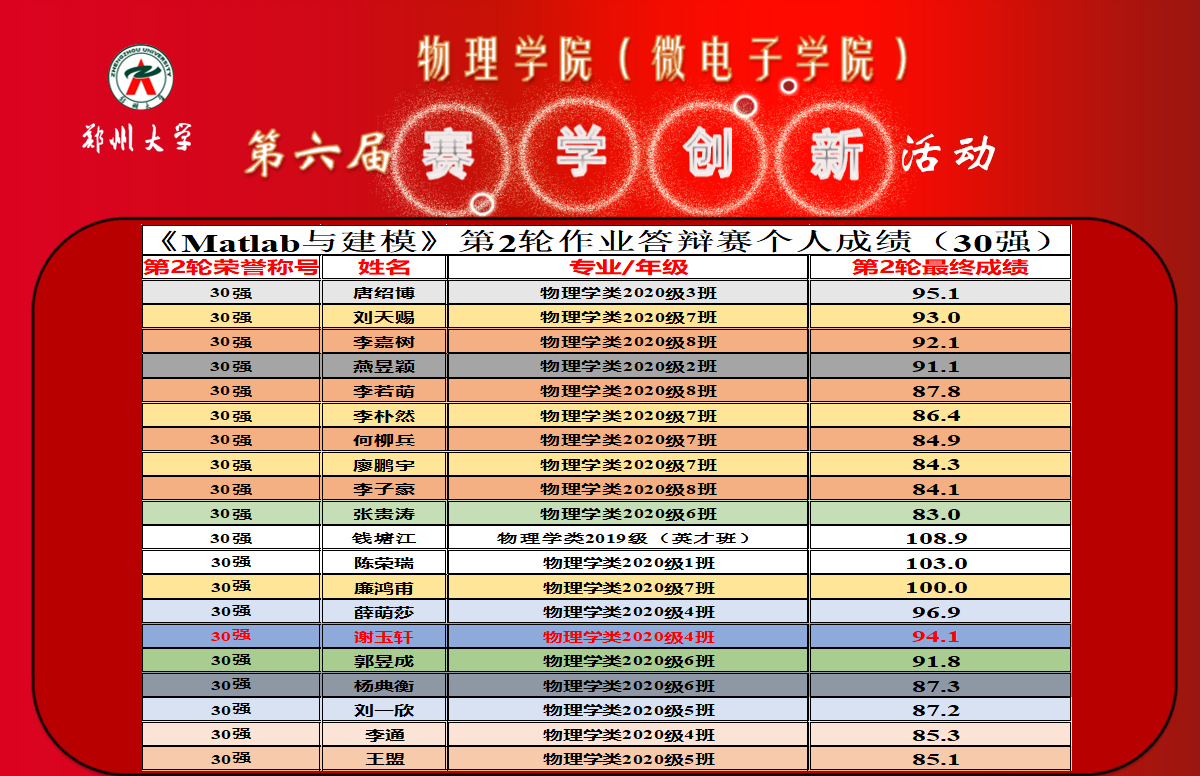 物理学院（微电子学院）
ZHENGZHOU UNIVERSITY
郑州大学
郑州大学
第六届赛学创新活动
《Matlab与建模》第2轮作业答辩赛个人成绩（30强）
第2轮荣誉称号 姓名 专业/年级 第2轮最终成绩
30强 唐绍博 物理学类2020级3班 95.1
30强 刘天赐 物理学类2020级7班 93.0
30强 李嘉树 物理学类2020级8班 92.1
30强 燕昱颖 物理学类2020级2班 91.1
30强 李若萌 物理学类2020级8班 87.8
30强 李朴然 物理学类2020级7班 86.4
30强 何柳兵 物理学类2020级7班 84.9
30强 廖鹏宇 物理学类2020级7班 84.3
30强 李子豪 物理学类2020级8班 84.1
30强 张贵涛 物理学类2020级6班 83.0
30强 钱塘江 物理学类2019级（英才班） 108.9
30强 陈荣瑞 物理学类2020级1班 103.0
30强 廉鸿甫 物理学类2020级7班 100.0
30强 薛萌莎 物理学类2020级4班 96.9
30强 谢玉轩 物理学类2020级4班 94.1
30强 郭昱成 物理学类2020级6班 91.8
30强 杨典衡 物理学类2020级6班 87.3
30强 刘一欣 物理学类2020级5班 87.2
30强 李通 物理学类2020级4班 85.3
30强 王盟 物理学类2020级5班 85.1